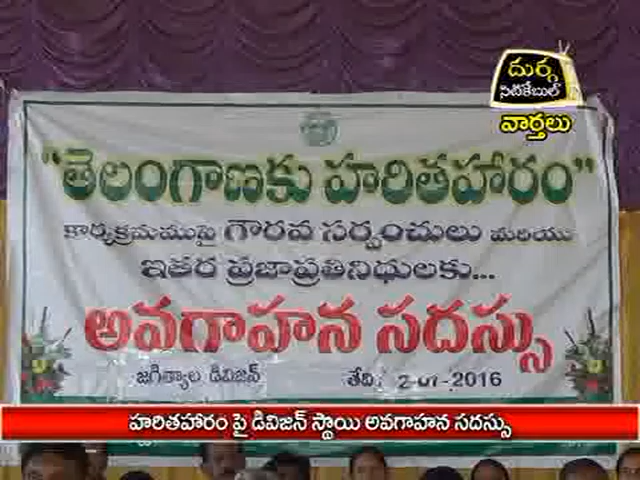 దుర్గ
సిటికేబుల్
వార్తలు
"తెలంగాణకు హరితహారం"
కార్యక్రమముపై గౌరవ సర్పంచులు మరియు
ఇతర ప్రజాప్రతినిధులకు...
అవగాహన సదస్సు
జగిత్యాల డివిజన్ తేది: 2-07-2016
హరితహారం పై డివిజన్ స్థాయి అవగాహన సదస్సు